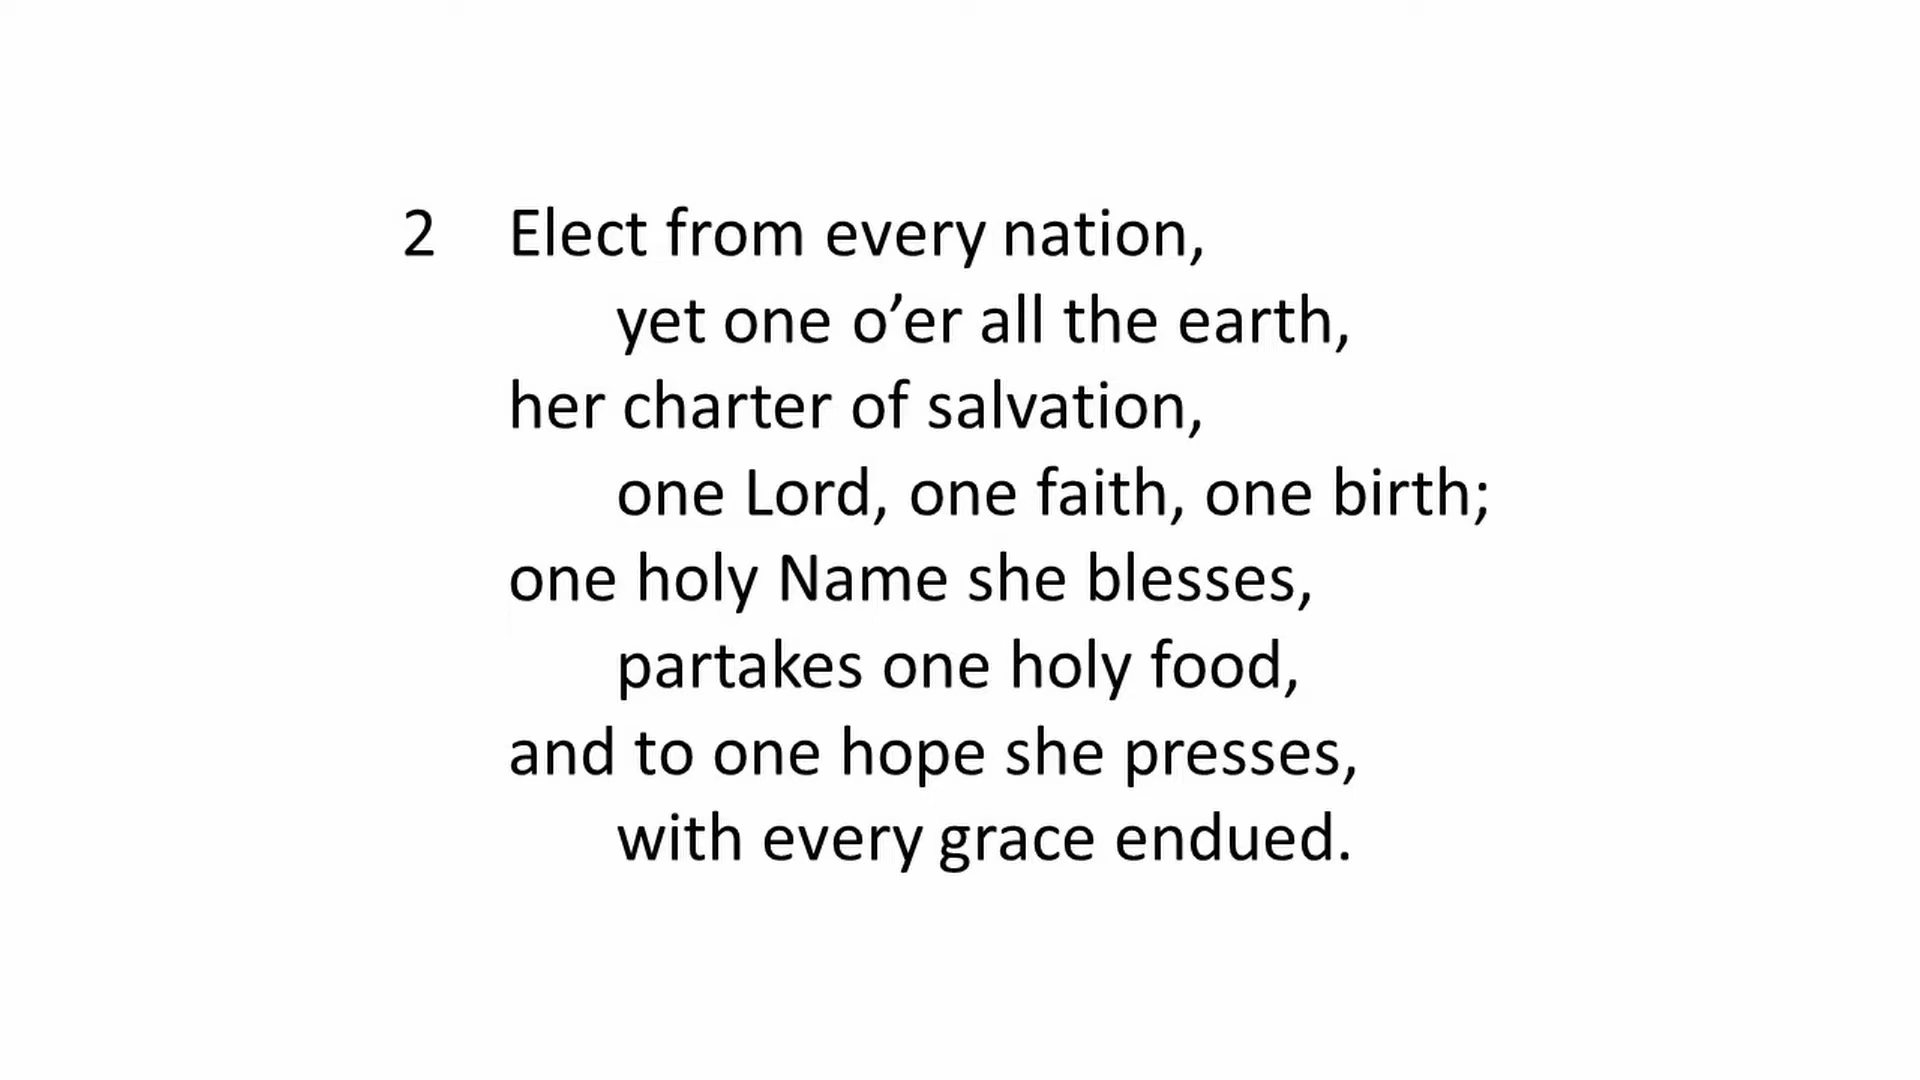 2 Elect from every nation,
yet one o’er all the earth,
her charter of salvation,
one Lord, one faith, one birth;
one holy Name she blesses,
partakes one holy food,
and to one hope she presses,
with every grace endued.